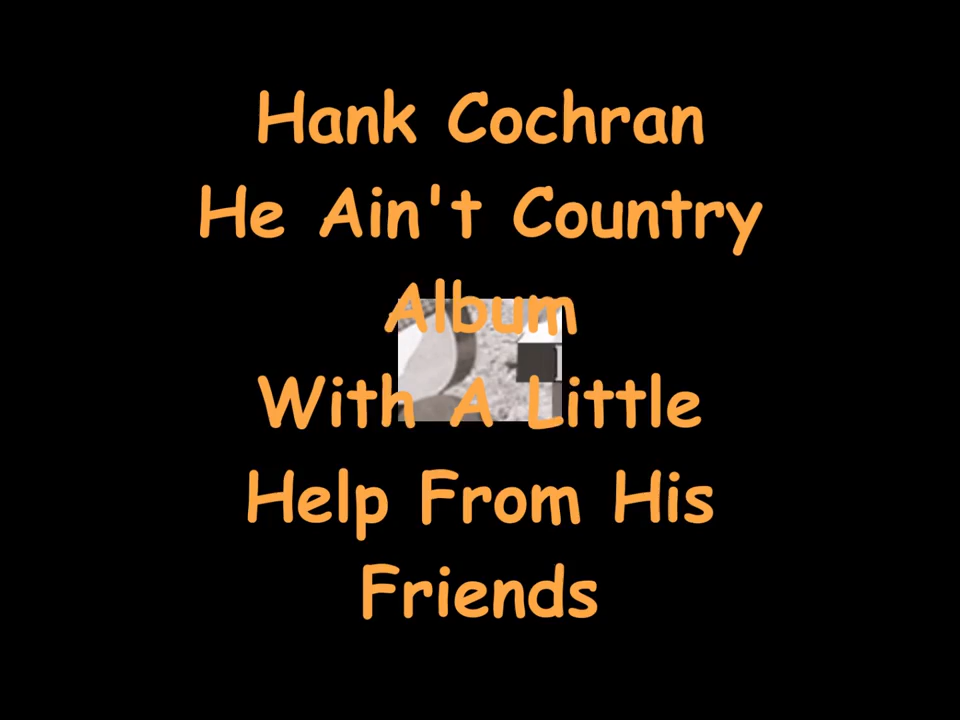 Hank Cochran
He Ain't Country
Album
With A Little
Help From His
Friends